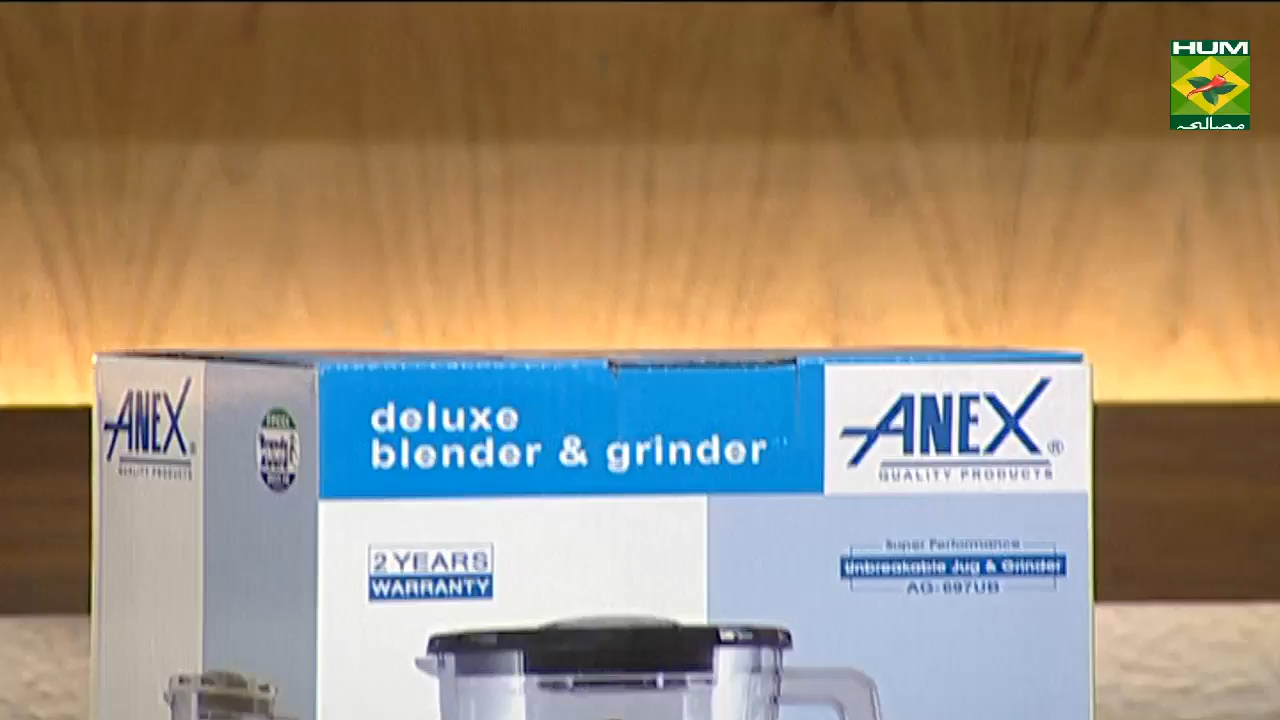 HUM
مصالحہ
ANEX
QUALITY PRODUCTS
deluxe
blender & grinder
ANEX®
QUALITY PRODUCTS
2 YEARS
WARRANTY
Super Performance
Unbreakable Jug & Grinder
AG-697UB